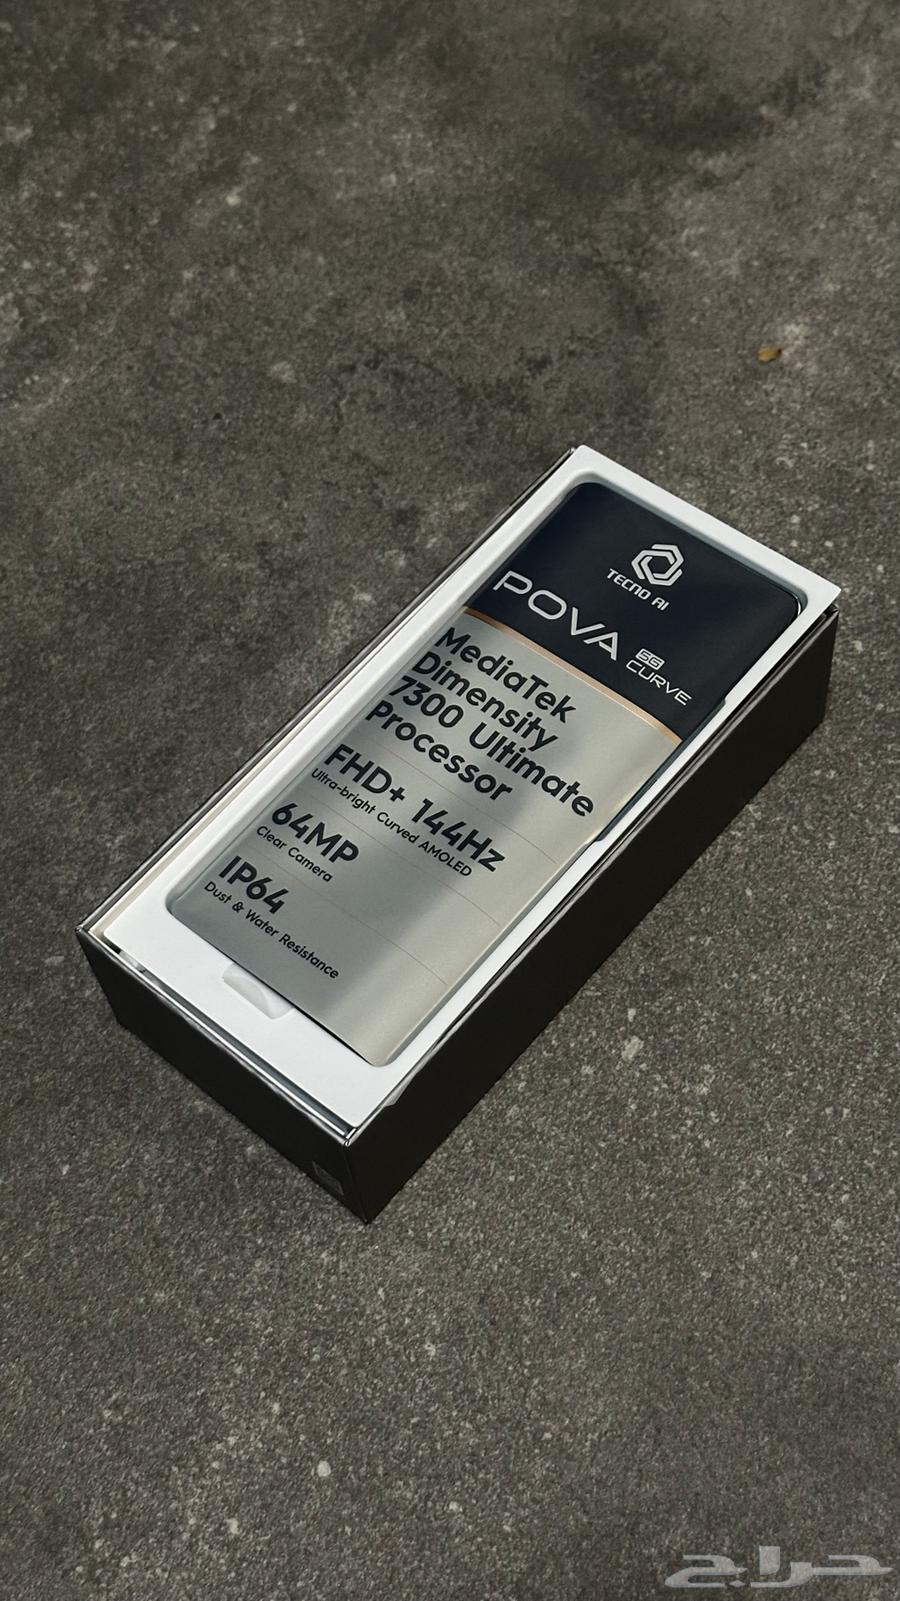 TECNO AI
POVA 5G
CURVE
MediaTek
Dimensity
7300 Ultimate
Processor
FHD+ 144Hz
Ultra-bright Curved AMOLED
64MP
Clear Camera
IP64
Dust & Water Resistance
حراج